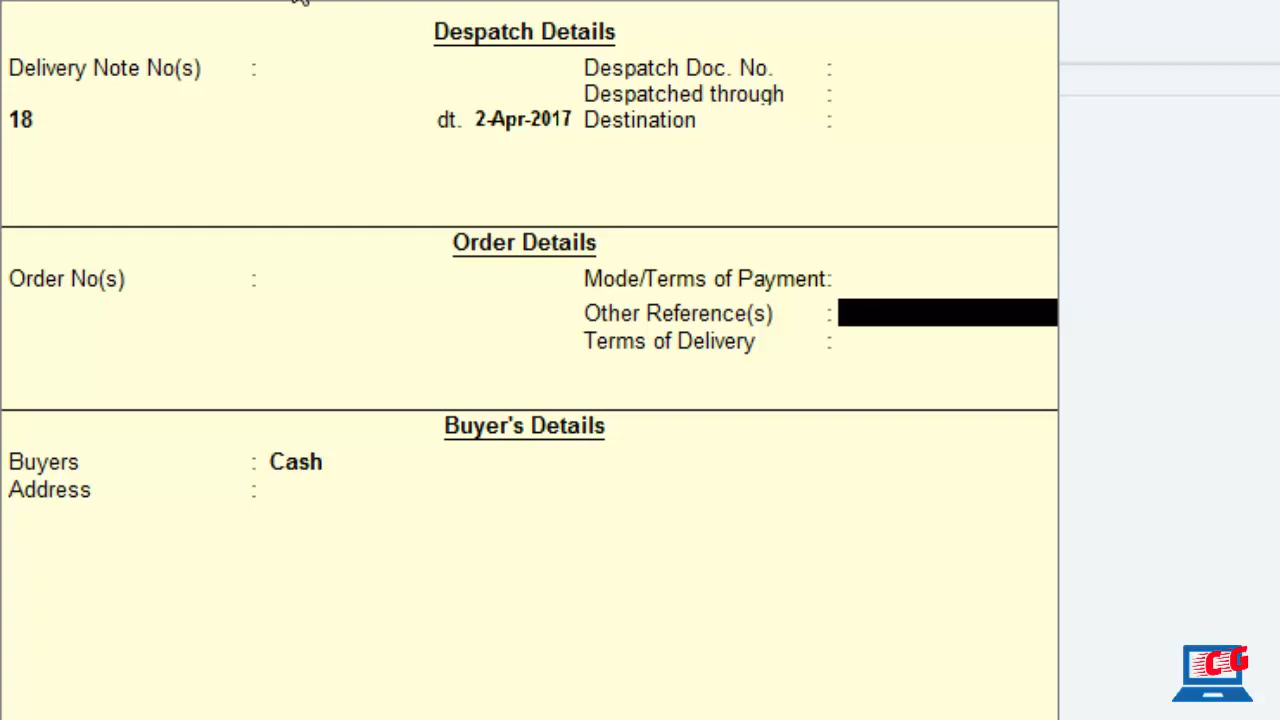 Despatch Details
Delivery Note No(s) : Despatch Doc. No. :
Despatched through :
18 dt. 2-Apr-2017 Destination :
Order Details
Order No(s) : Mode/Terms of Payment:
Other Reference(s) :
Terms of Delivery :
Buyer's Details
Buyers : Cash
Address :
CG